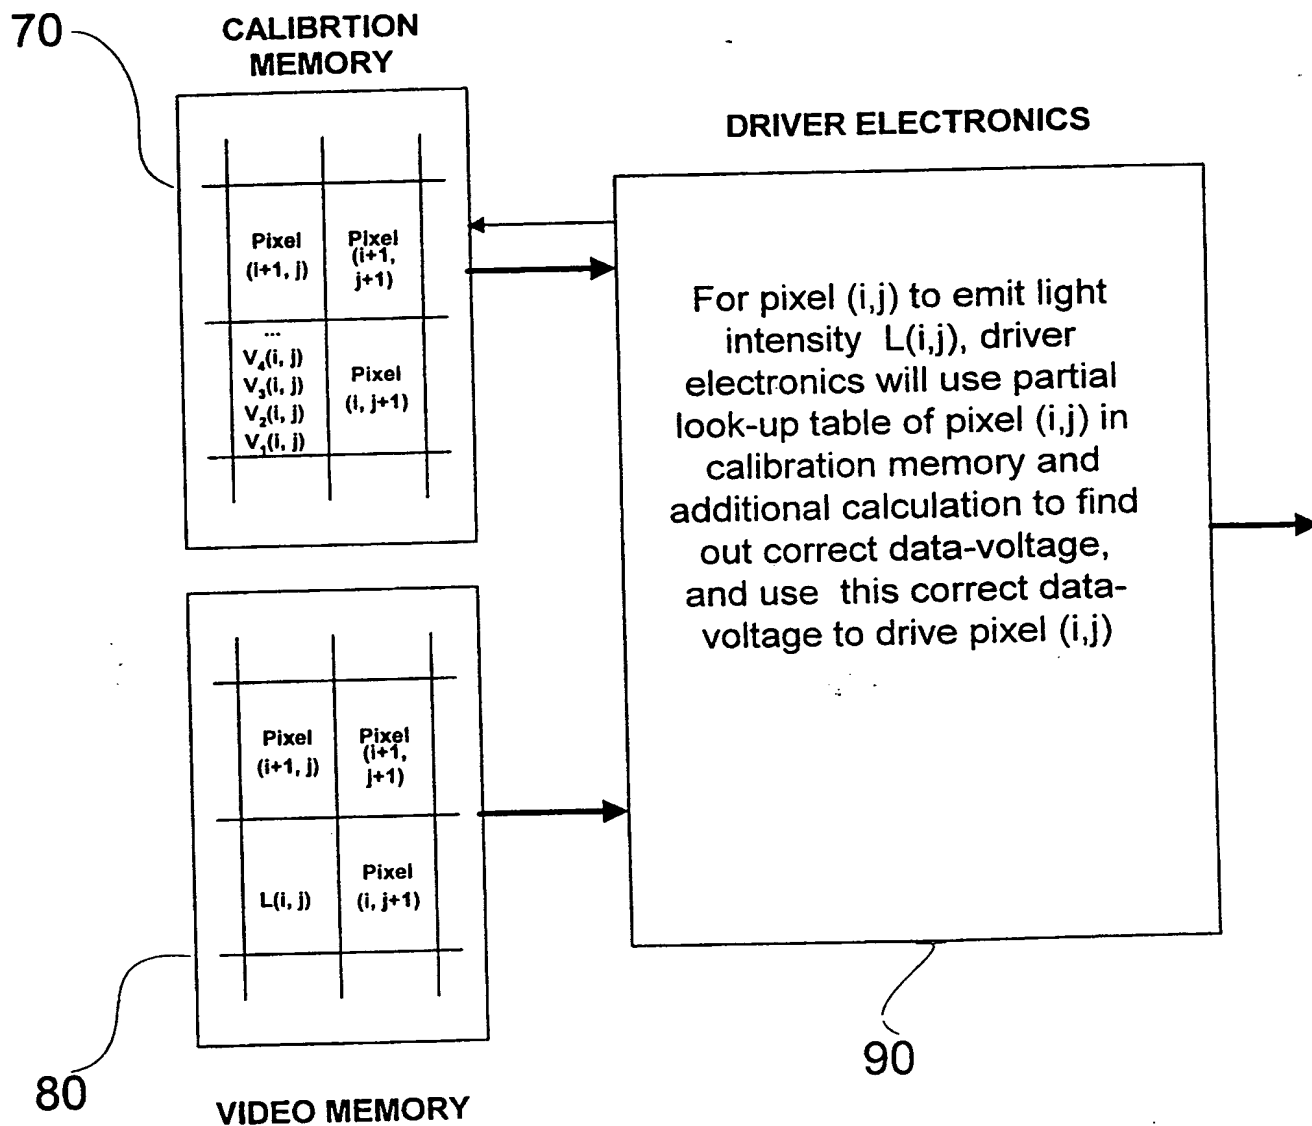 70
CALIBRTION
MEMORY
Pixel
(i+1, j)
Pixel
(i+1,
j+1)
...
V4(i, j)
V3(i, j)
V2(i, j)
V1(i, j)
Pixel
(i, j+1)
DRIVER ELECTRONICS
For pixel (i,j) to emit light
intensity L(i,j), driver
electronics will use partial
look-up table of pixel (i,j) in
calibration memory and
additional calculation to find
out correct data-voltage,
and use this correct data-
voltage to drive pixel (i,j)
90
Pixel
(i+1, j)
Pixel
(i+1,
j+1)
L(i, j)
Pixel
(i, j+1)
80
VIDEO MEMORY